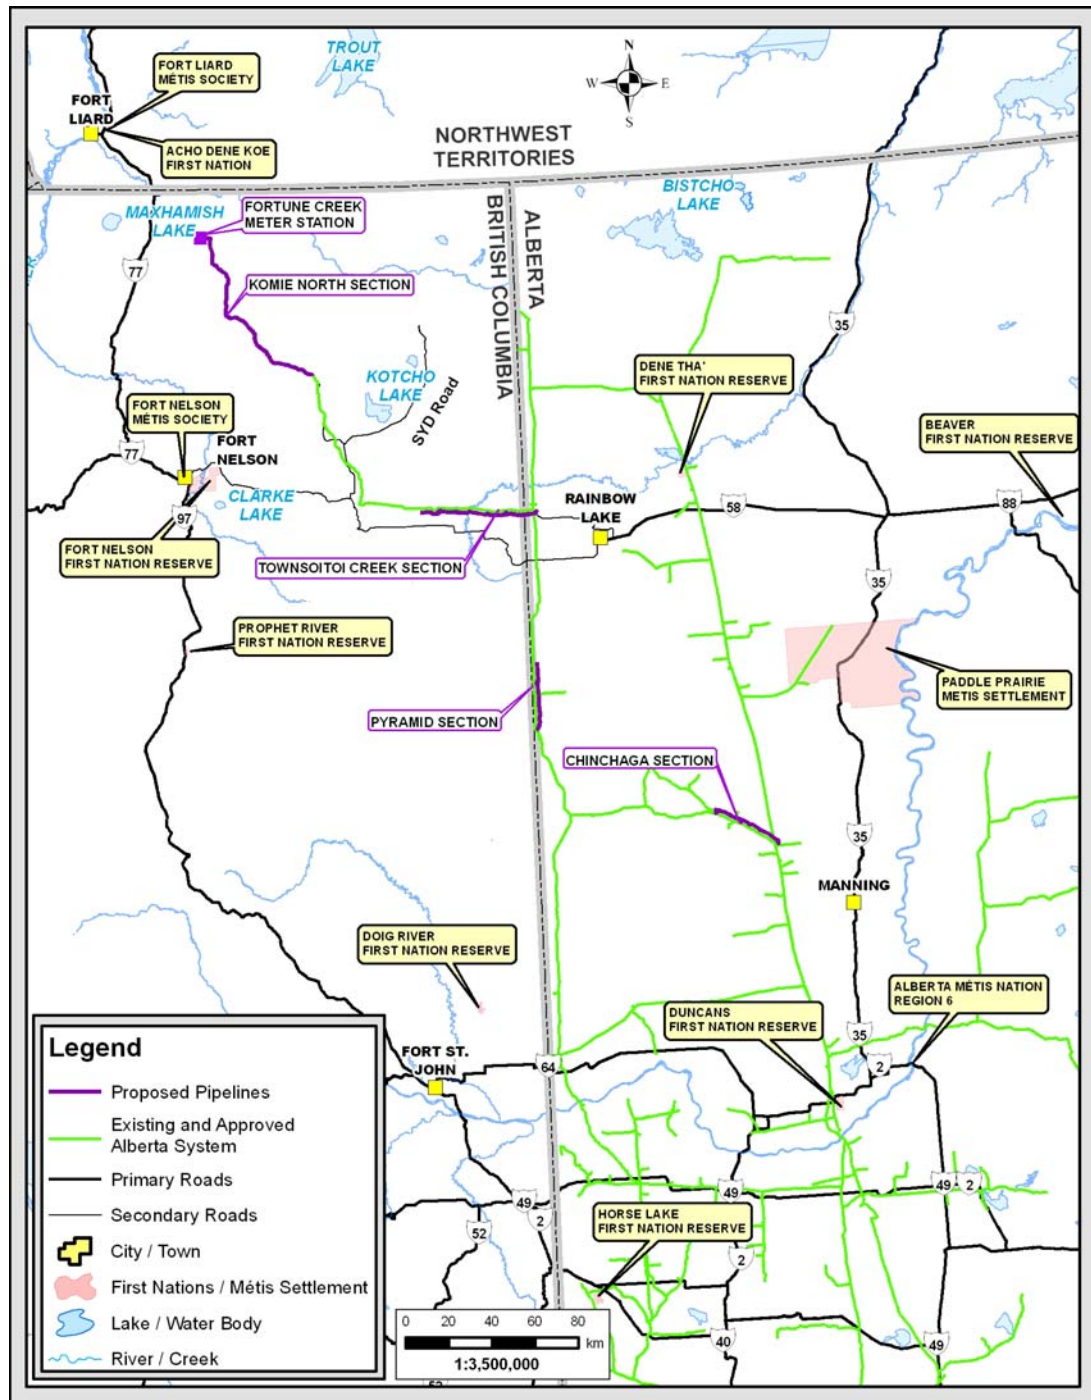 TROUT
LAKE
FORT LIARD
MÉTIS SOCIETY
FORT
LIARD
ACHO DENE KOE
FIRST NATION
N
W
E
S
NORTHWEST
TERRITORIES
MAXHAMISH
LAKE
FORTUNE CREEK
METER STATION
BISTCHO
LAKE
BRITISH COLUMBIA
ALBERTA
77
KOMIE NORTH SECTION
35
KOTCHO
LAKE
SYD Road
DENE THA'
FIRST NATION RESERVE
FORT NELSON
MÉTIS SOCIETY
BEAVER
FIRST NATION RESERVE
77
FORT
NELSON
CLARKE
LAKE
RAINBOW
LAKE
58
88
97
FORT NELSON
FIRST NATION RESERVE
TOWNSOITOI CREEK SECTION
35
PROPHET RIVER
FIRST NATION RESERVE
PADDLE PRAIRIE
METIS SETTLEMENT
PYRAMID SECTION
CHINCHAGA SECTION
35
MANNING
DOIG RIVER
FIRST NATION RESERVE
ALBERTA MÉTIS NATION
REGION 6
DUNCANS
FIRST NATION RESERVE
35
2
FORT ST.
JOHN
64
49
2
52
49
49
2
HORSE LAKE
FIRST NATION RESERVE
2
40
49
Legend
Proposed Pipelines
Existing and Approved
Alberta System
Primary Roads
Secondary Roads
City / Town
First Nations / Métis Settlement
Lake / Water Body
River / Creek
0 20 40 60 80
km
1:3,500,000